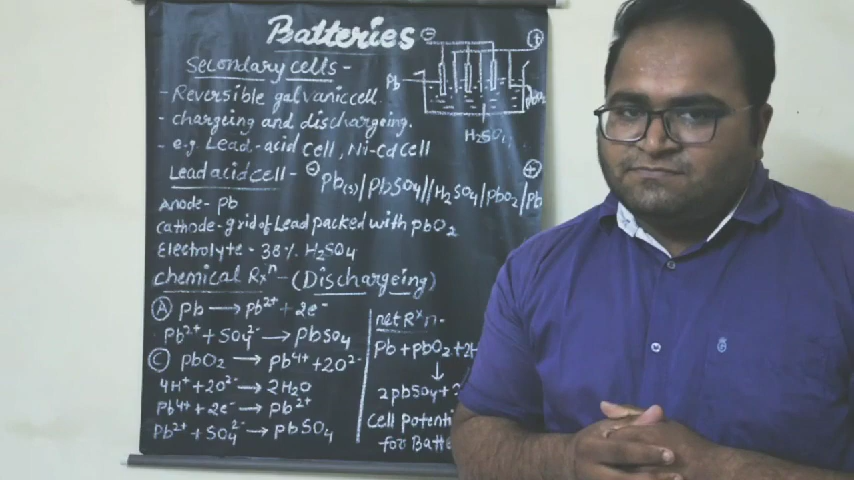 Batteries
Secondary cells -
- Reversible galvanic cell.
- chargeing and dischargeing.
- e.g. Lead-acid cell, Ni-Cd cell
⊖ ⊕
Pb
PbO₂
H₂SO₄
Lead acid cell - ⊖ Pb(s)/PbSO4//H₂SO4/PbO2/Pb ⊕
Anode - Pb
cathode - grid of Lead packed with PbO2
Electrolyte - 38% H₂SO4
chemical Rxⁿ - (Dischargeing)
Ⓐ Pb → Pb²⁺ + 2e⁻
Pb²⁺ + SO4²⁻ → PbSO4
Ⓒ PbO2 → Pb⁴⁺ + 2O²⁻
4H⁺ + 2O²⁻ → 2H₂O
Pb⁴⁺ + 2e⁻ → Pb²⁺
Pb²⁺ + SO4²⁻ → PbSO4
net Rxⁿ -
Pb + PbO2 + 2H
↓
2PbSO4 +
Cell Potenti
for Batte